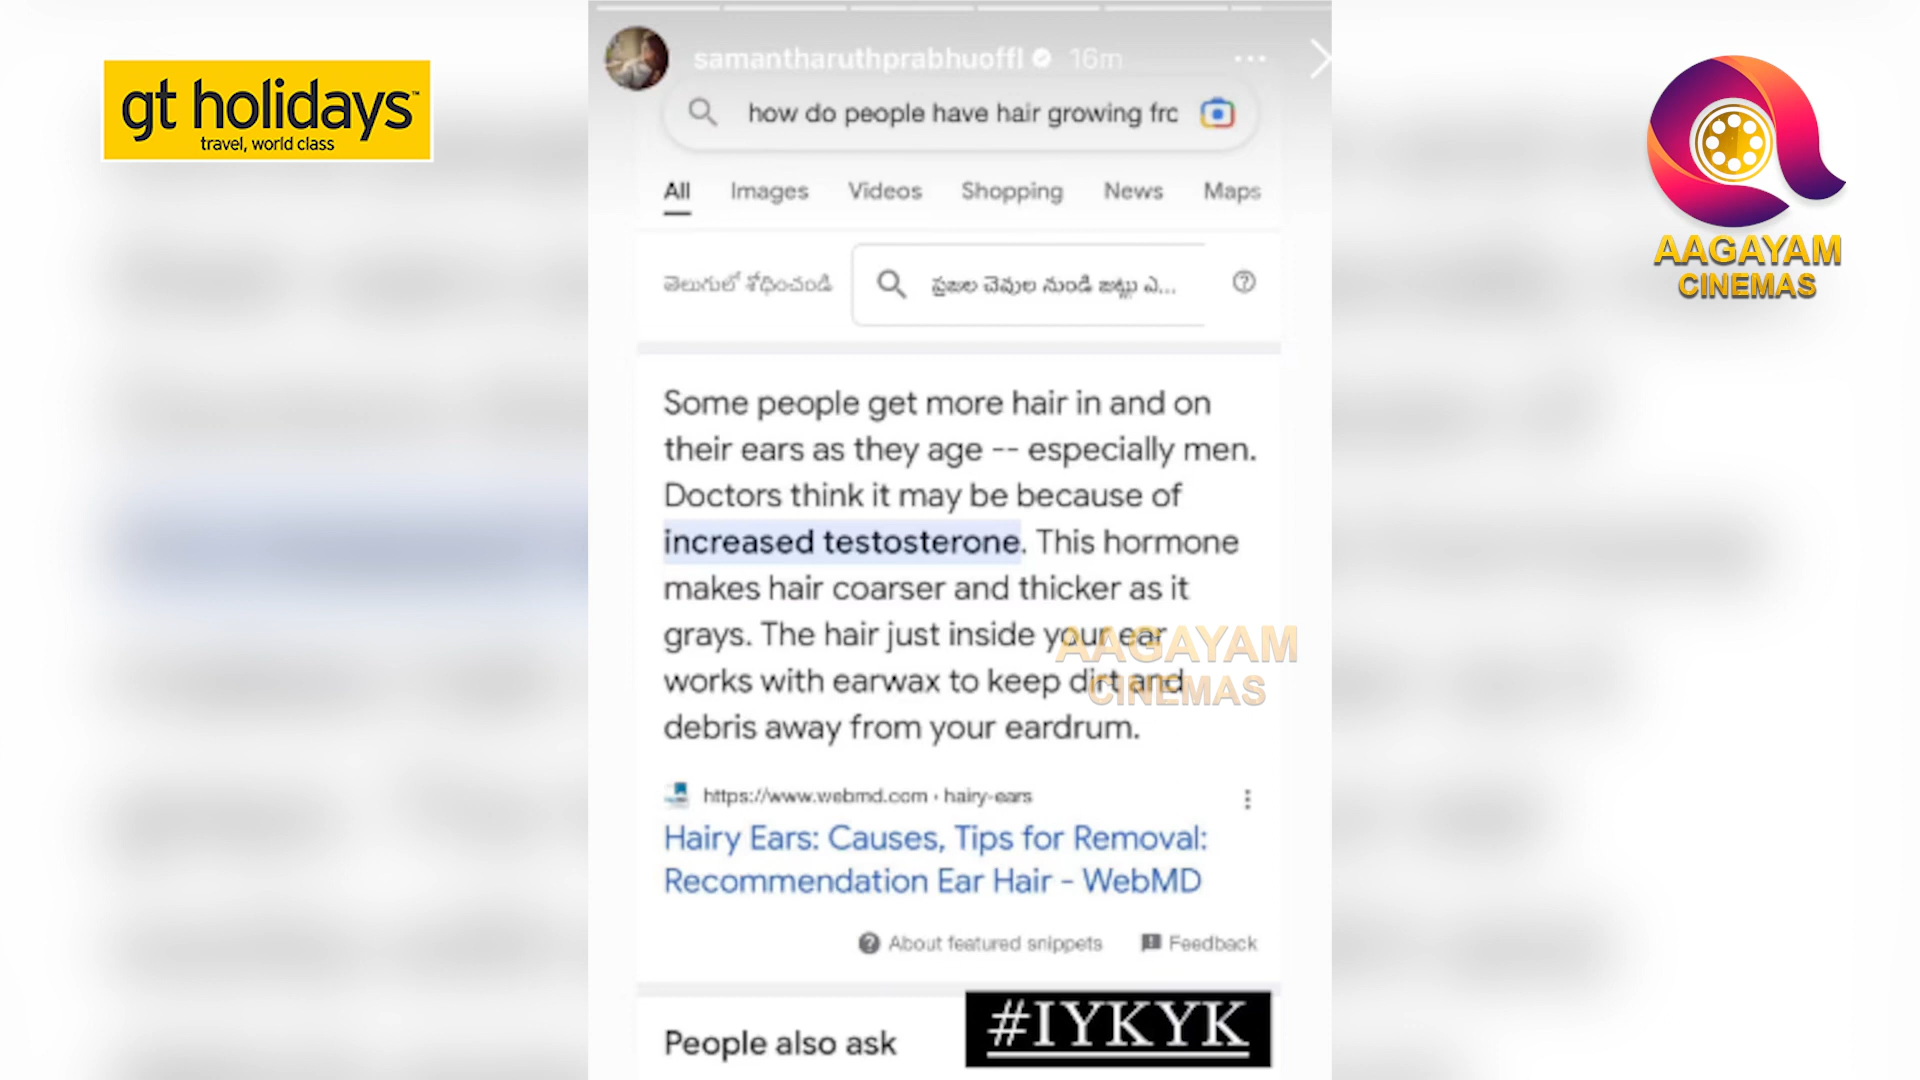 gt holidays™
travel, world class
samantharuthprabhuoffl 16m
how do people have hair growing frc
All Images Videos Shopping News Maps
తెలుగులో శోధించండి
ప్రజల చెవుల నుండి జుట్టు ఎ...
Some people get more hair in and on
their ears as they age -- especially men.
Doctors think it may be because of
increased testosterone. This hormone
makes hair coarser and thicker as it
grays. The hair just inside your ear
works with earwax to keep dirt and
debris away from your eardrum.
AAGAYAM
CINEMAS
https://www.webmd.com › hairy-ears
Hairy Ears: Causes, Tips for Removal:
Recommendation Ear Hair - WebMD
About featured snippets Feedback
People also ask
#IYKYK
AAGAYAM
CINEMAS